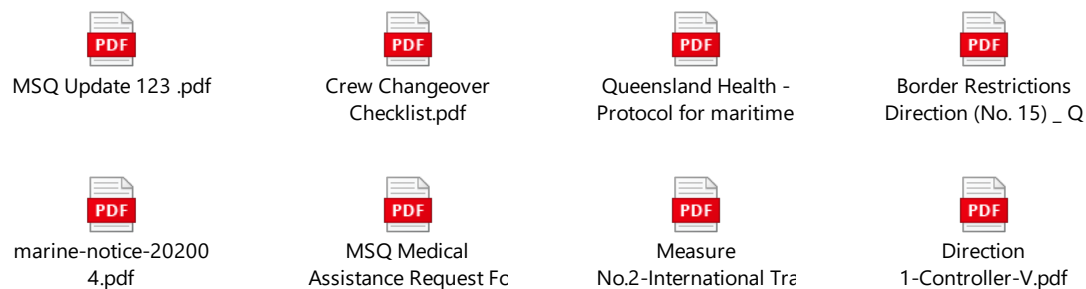 PDF
PDF
PDF
PDF
MSQ Update 123 .pdf
Crew Changeover
Checklist.pdf
Queensland Health -
Protocol for maritime
Border Restrictions
Direction (No. 15) _ Q
PDF
PDF
PDF
PDF
marine-notice-20200
4.pdf
MSQ Medical
Assistance Request Fo
Measure
No.2-International Tra
Direction
1-Controller-V.pdf